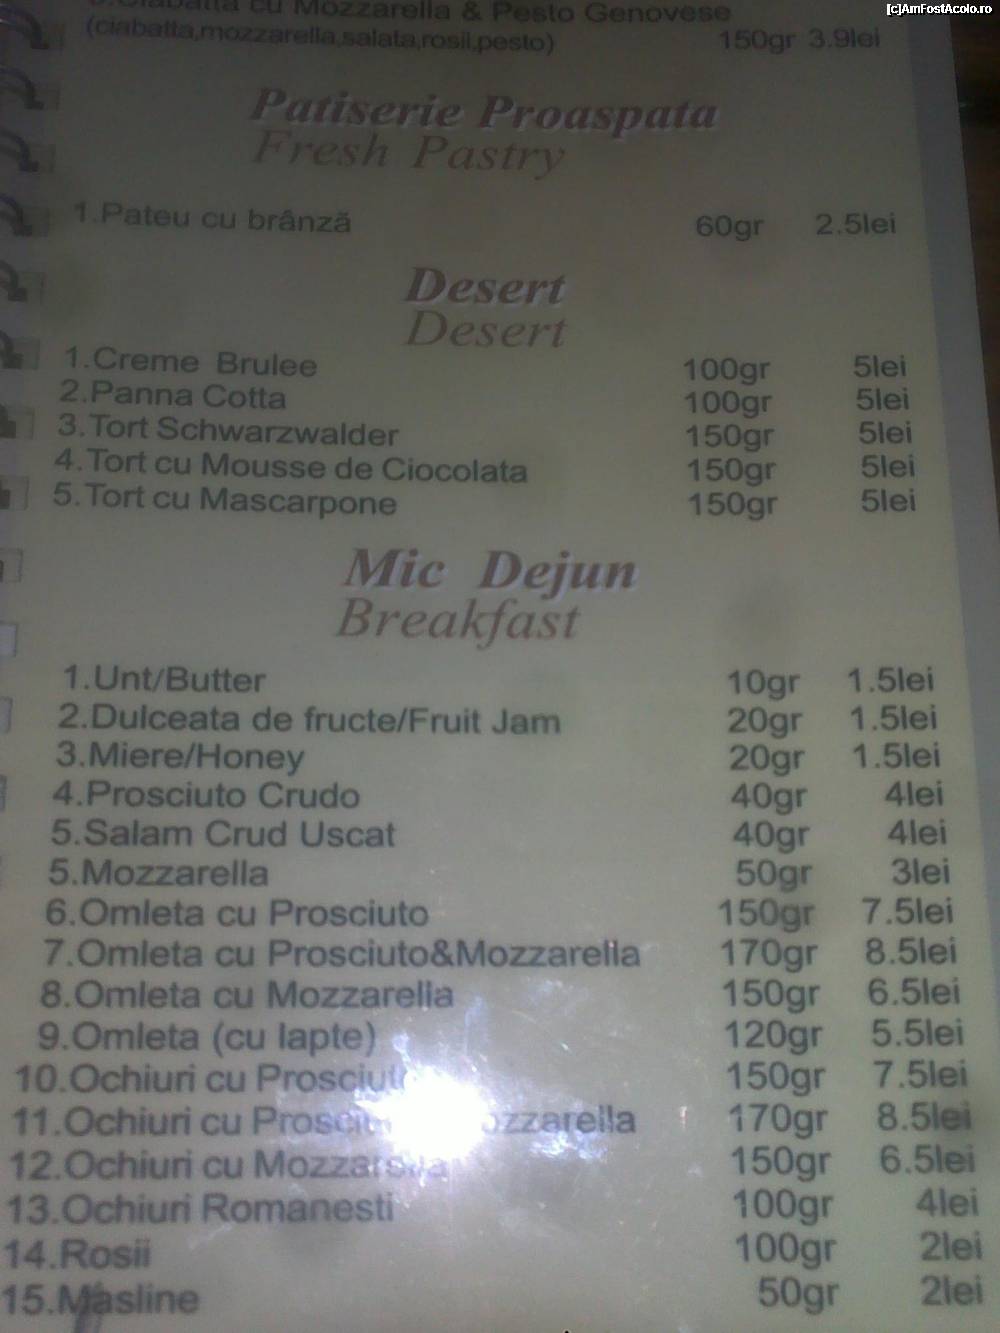 [c]AmFostAcolo.ro
Ciabatta cu Mozzarella & Pesto Genovese
(ciabatta,mozzarella,salata,rosii,pesto) 150gr 3.9lei
Patiserie Proaspata
Fresh Pastry
1.Pateu cu brânză 60gr 2.5lei
Desert
Desert
1.Creme Brulee 100gr 5lei
2.Panna Cotta 100gr 5lei
3.Tort Schwarzwalder 150gr 5lei
4.Tort cu Mousse de Ciocolata 150gr 5lei
5.Tort cu Mascarpone 150gr 5lei
Mic Dejun
Breakfast
1.Unt/Butter 10gr 1.5lei
2.Dulceata de fructe/Fruit Jam 20gr 1.5lei
3.Miere/Honey 20gr 1.5lei
4.Prosciuto Crudo 40gr 4lei
5.Salam Crud Uscat 40gr 4lei
5.Mozzarella 50gr 3lei
6.Omleta cu Prosciuto 150gr 7.5lei
7.Omleta cu Prosciuto&Mozzarella 170gr 8.5lei
8.Omleta cu Mozzarella 150gr 6.5lei
9.Omleta (cu lapte) 120gr 5.5lei
10.Ochiuri cu Prosciuto 150gr 7.5lei
11.Ochiuri cu 170gr 8.5lei
12.Ochiuri cu Mozzarella 150gr 6.5lei
13.Ochiuri Romanesti 100gr 4lei
14.Rosii 100gr 2lei
15.Masline 50gr 2lei